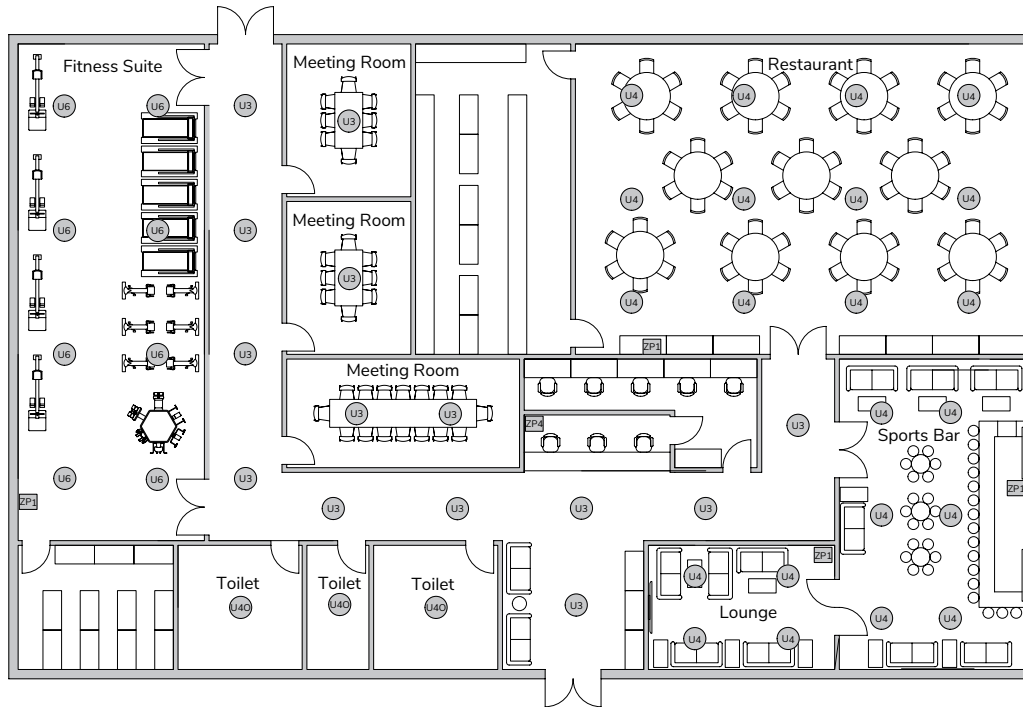 Fitness Suite
Meeting Room
Restaurant
U6 U6 U3 U3 U4 U4 U4 U4
U4 U4 U4 U4
Meeting Room
U6 U6 U3
U3
U4 U4 U4 U4
ZP1
U6 U6 U3
Meeting Room
U3 U3
ZP4
U3
U4 U4
Sports Bar
U6 U6 U3
ZP1
ZP1
U3 U3 U3 U3
U4 U4
ZP1
Toilet Toilet Toilet
U4 U4
U40 U40 U40
U3
Lounge
U4 U4
U4 U4